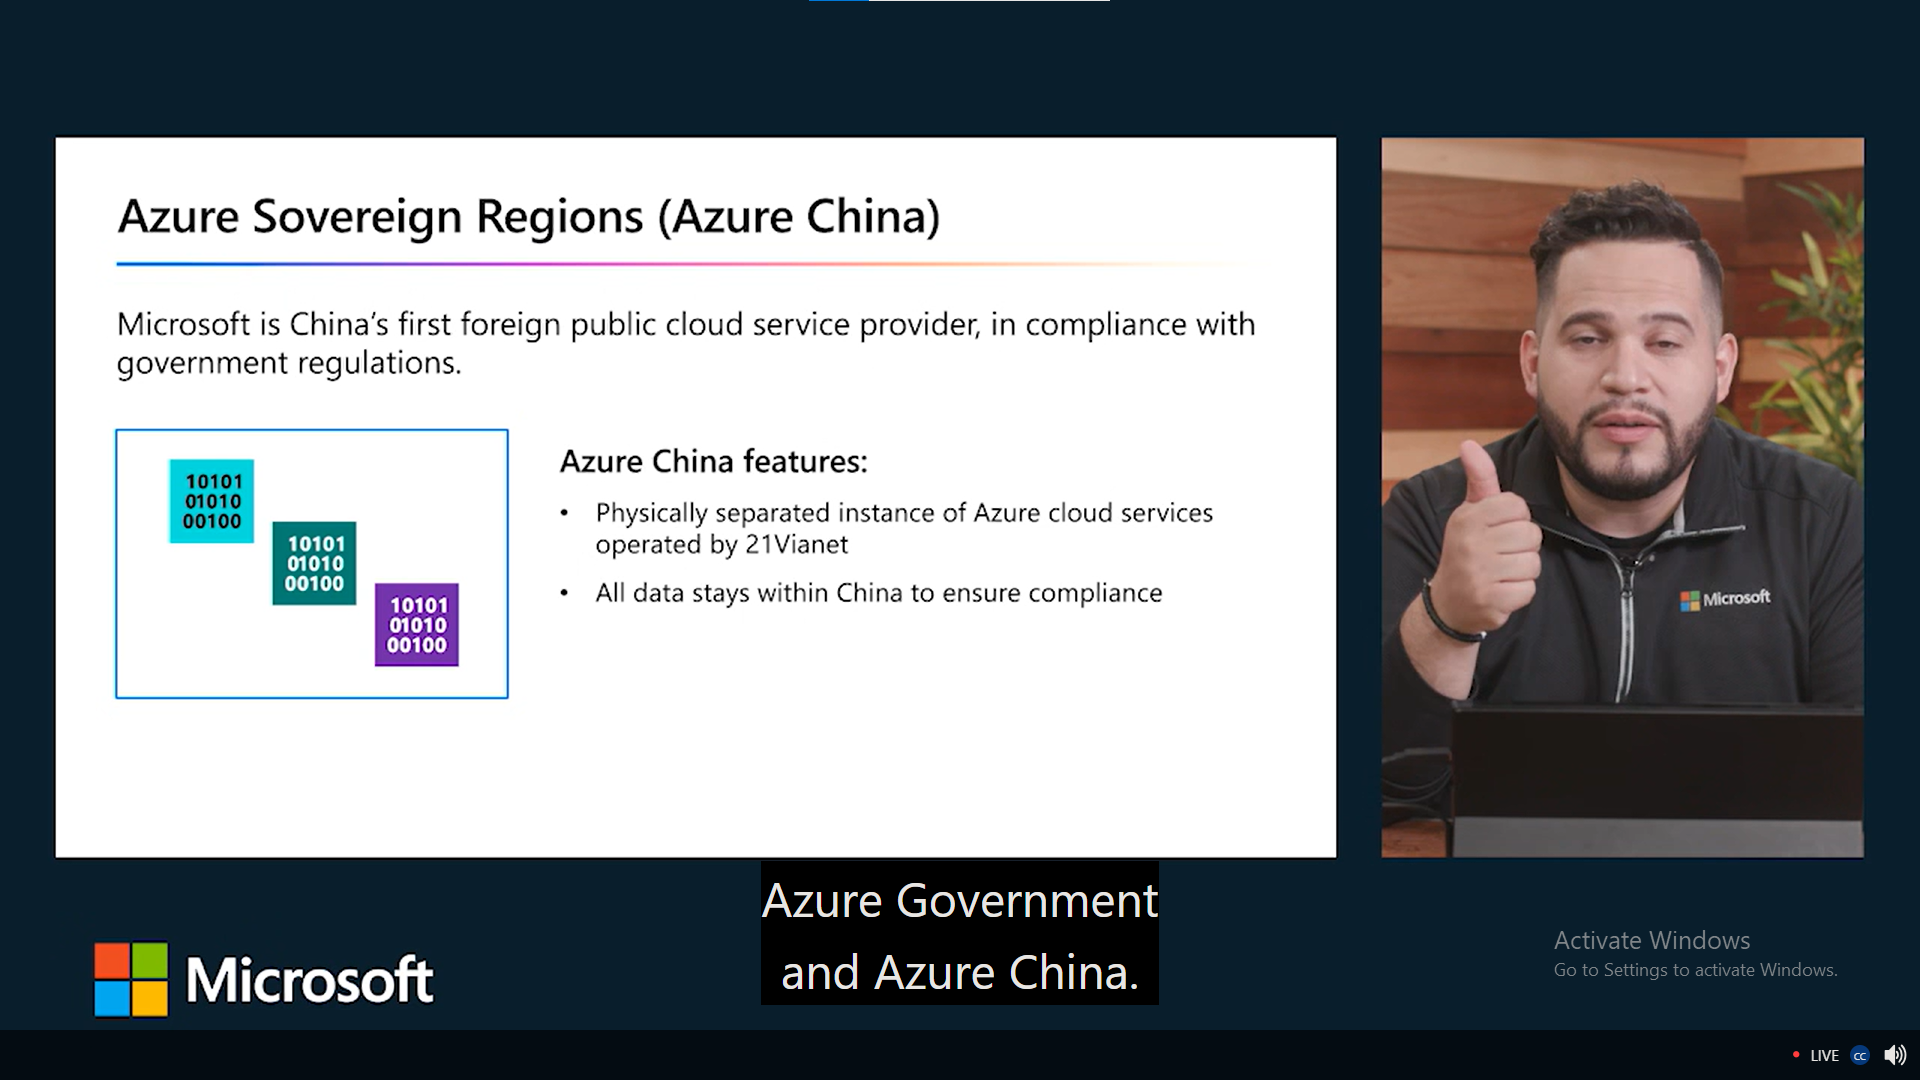 Azure Sovereign Regions (Azure China)
Microsoft is China's first foreign public cloud service provider, in compliance with
government regulations.
10101
01010
00100
10101
01010
00100
10101
01010
00100
Azure China features:
• Physically separated instance of Azure cloud services
operated by 21Vianet
• All data stays within China to ensure compliance
Microsoft
Azure Government
and Azure China.
Microsoft
Activate Windows
Go to Settings to activate Windows.
LIVE
CC